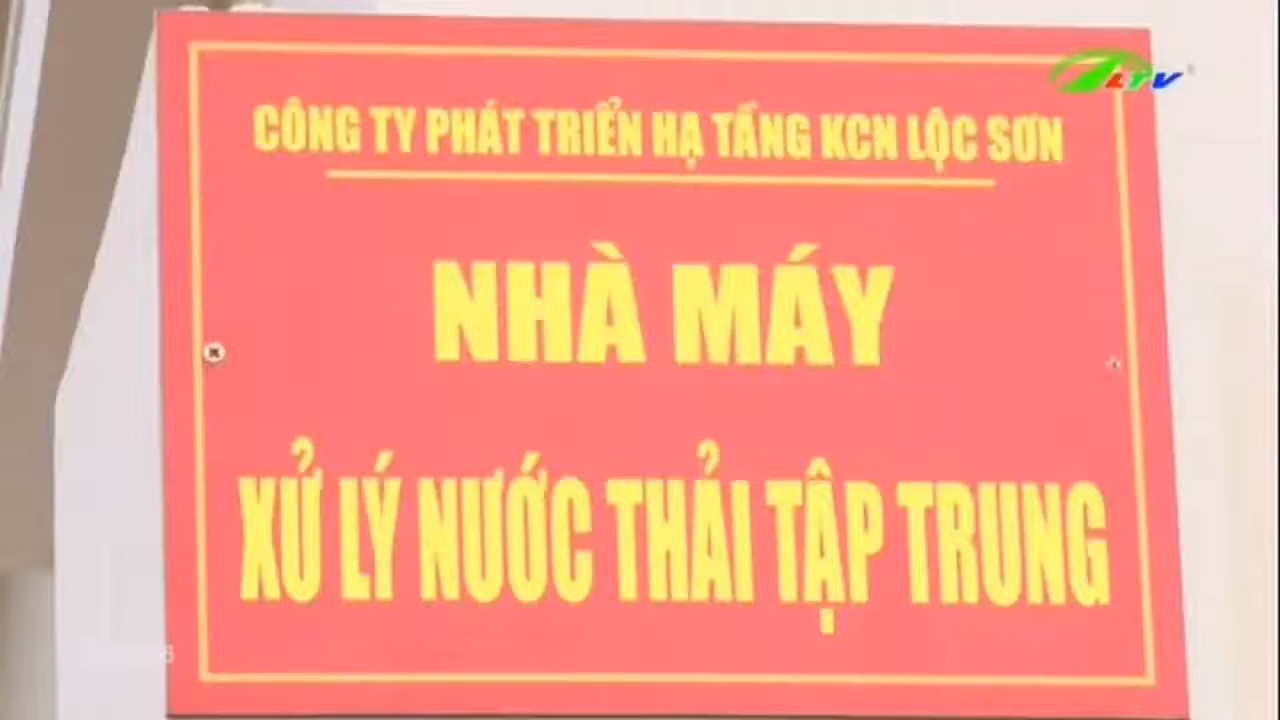 LTV
CÔNG TY PHÁT TRIỂN HẠ TẦNG KCN LỘC SƠN
NHÀ MÁY
XỬ LÝ NƯỚC THẢI TẬP TRUNG